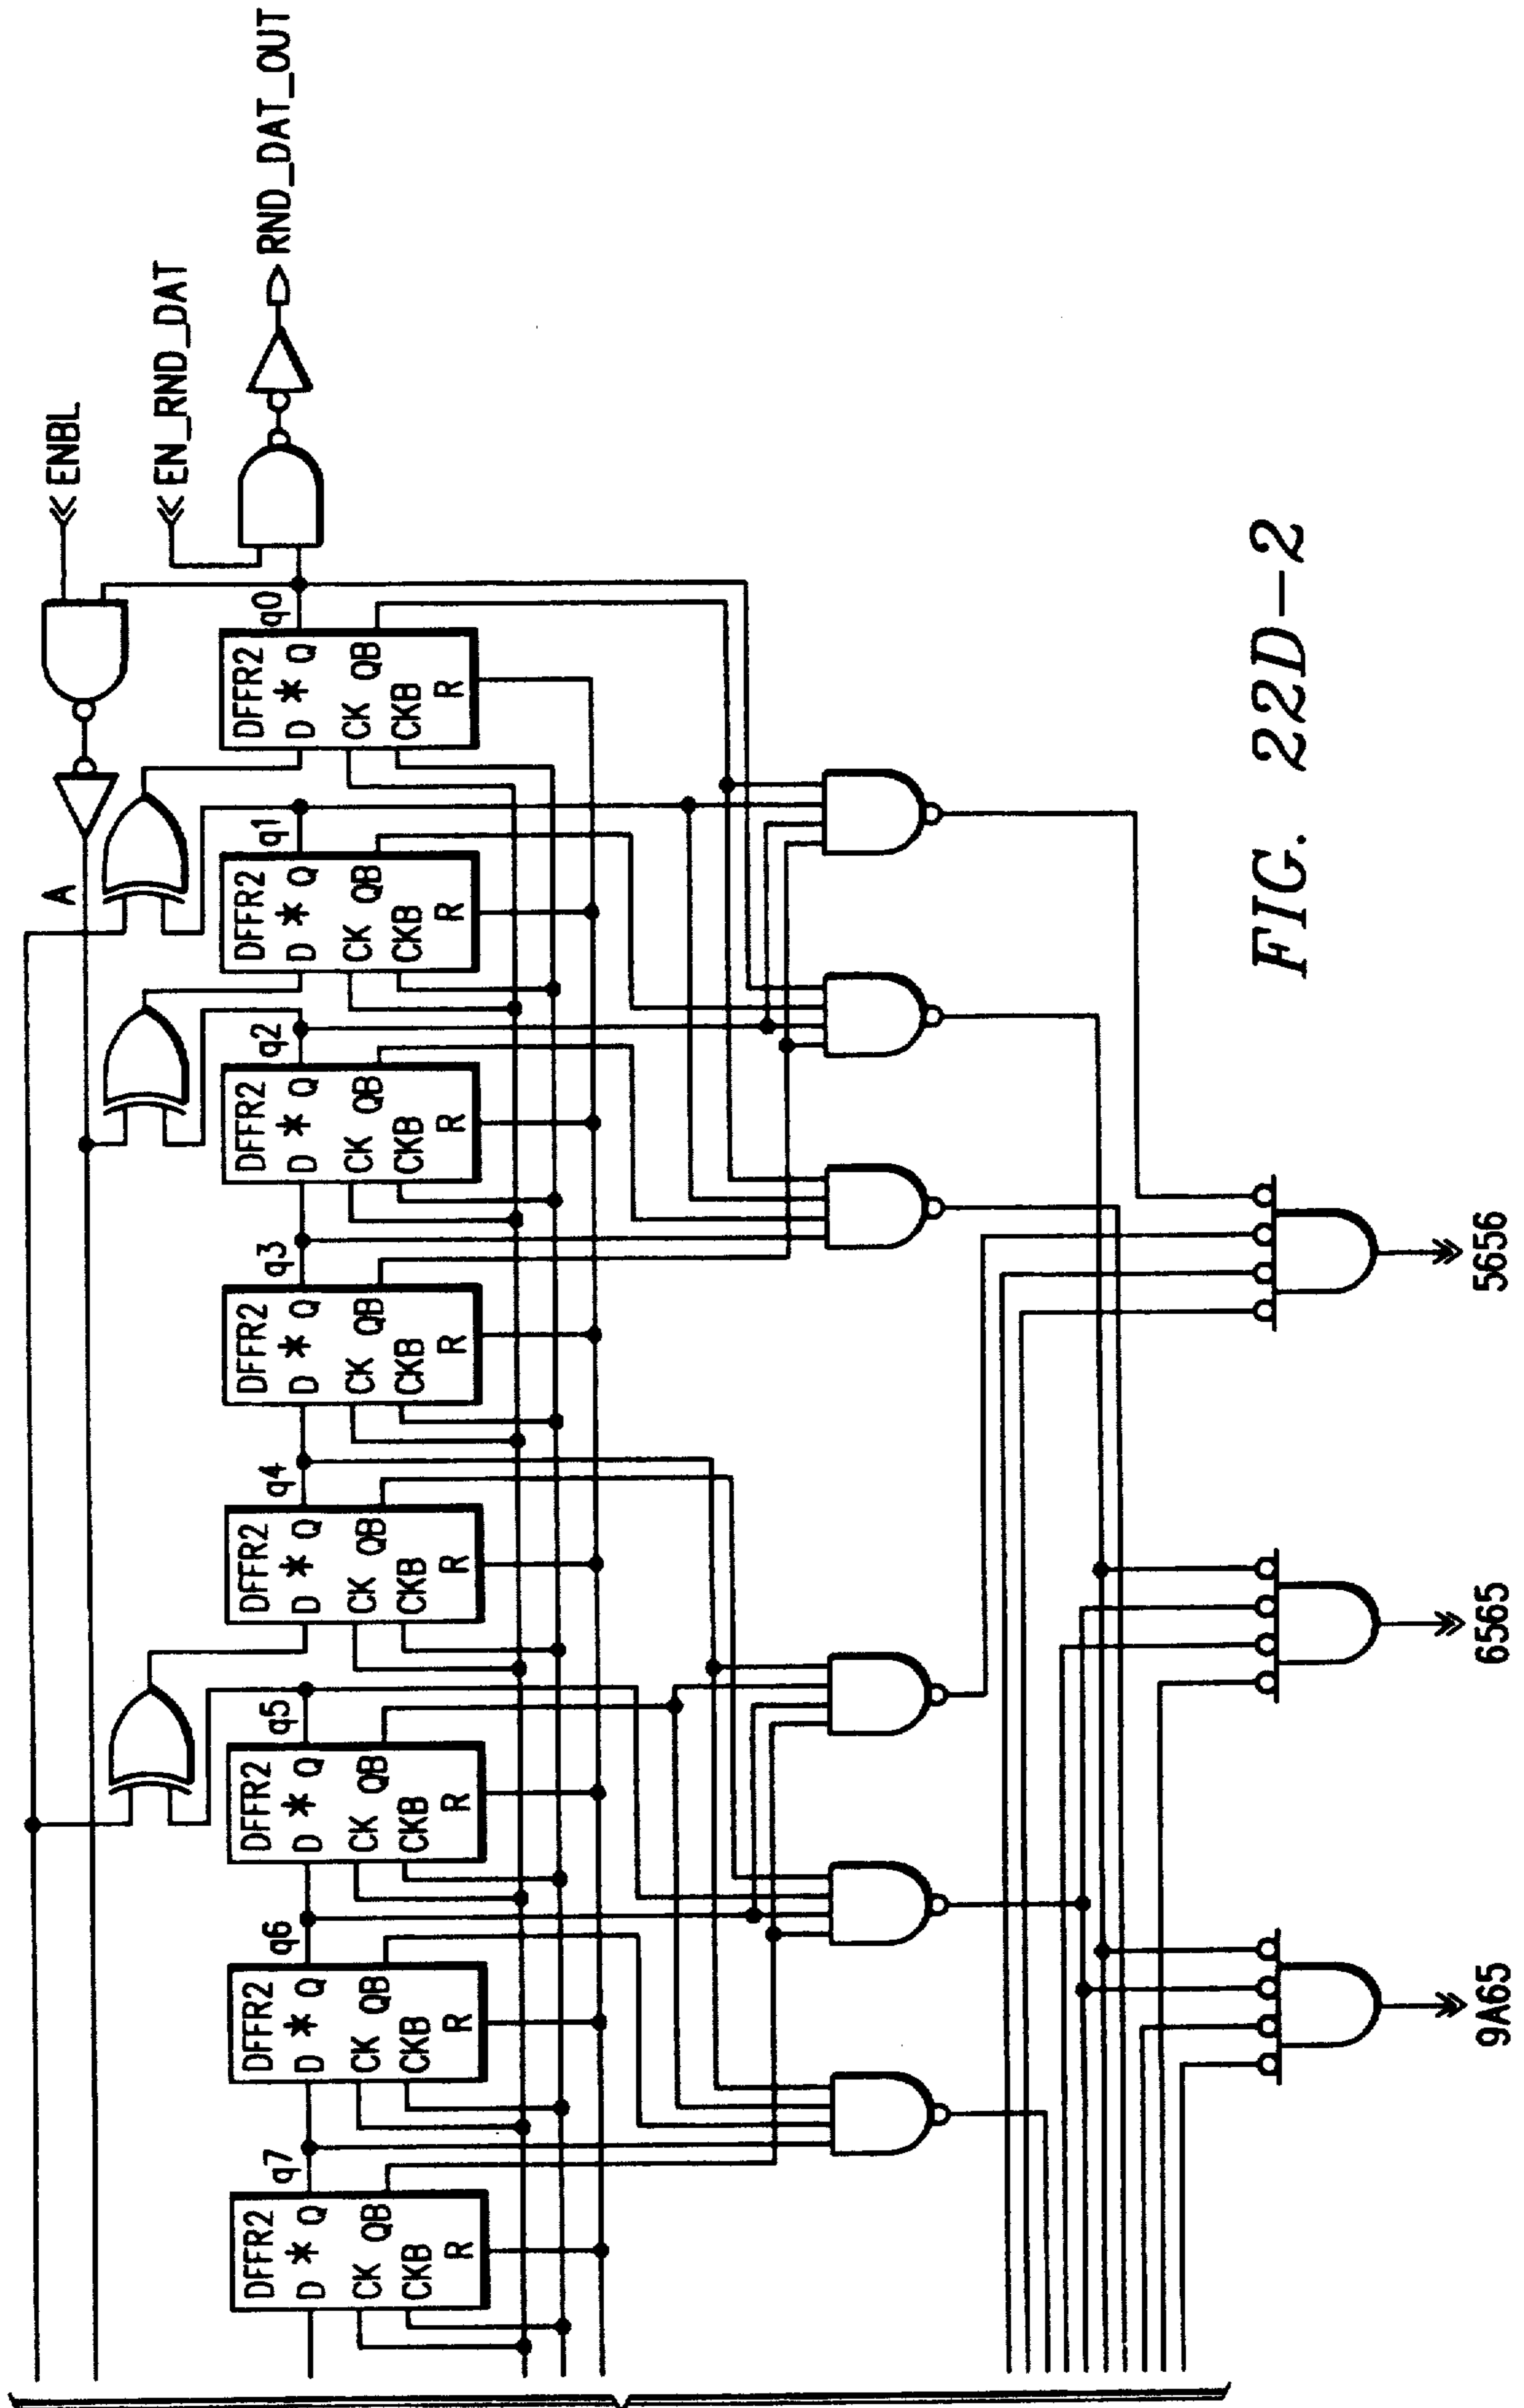 ENBL
EN_RND_DAT
RND_DAT_OUT
A
q7
DFFR2
D * Q
CK QB
CKB
R
q6
DFFR2
D * Q
CK QB
CKB
R
q5
DFFR2
D * Q
CK QB
CKB
R
q4
DFFR2
D * Q
CK QB
CKB
R
q3
DFFR2
D * Q
CK QB
CKB
R
q2
DFFR2
D * Q
CK QB
CKB
R
q1
DFFR2
D * Q
CK QB
CKB
R
q0
DFFR2
D * Q
CK QB
CKB
R
9A65
6565
5656
FIG. 22D-2